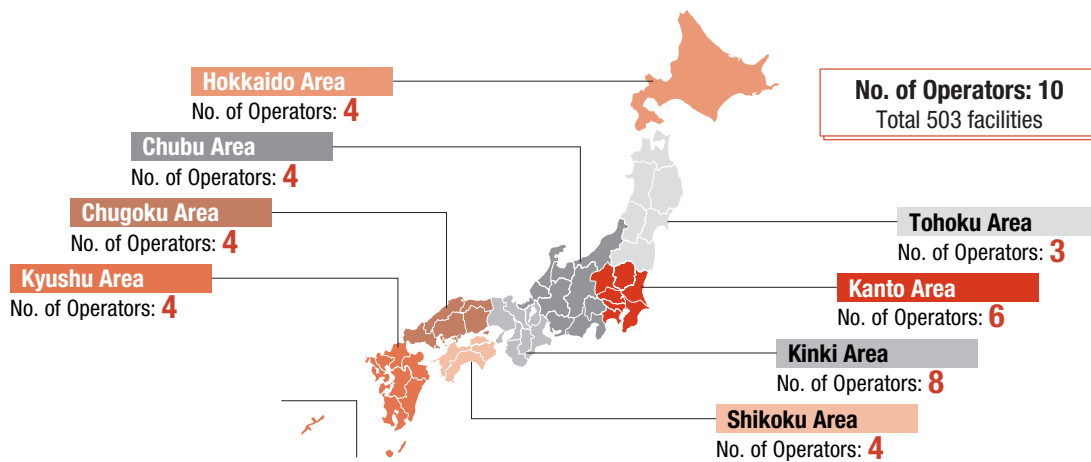 Hokkaido Area
No. of Operators: 4
Chubu Area
No. of Operators: 4
Chugoku Area
No. of Operators: 4
Kyushu Area
No. of Operators: 4
No. of Operators: 10
Total 503 facilities
Tohoku Area
No. of Operators: 3
Kanto Area
No. of Operators: 6
Kinki Area
No. of Operators: 8
Shikoku Area
No. of Operators: 4